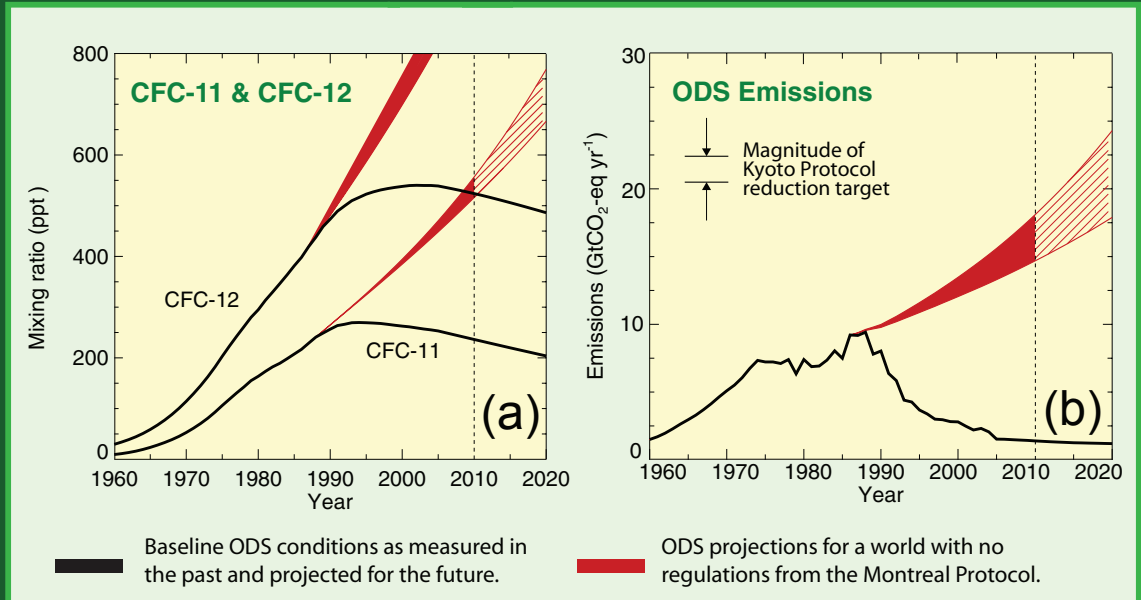 CFC-11 & CFC-12
800
600
400
200
0
Mixing ratio (ppt)
CFC-12
CFC-11
(a)
1960 1970 1980 1990 2000 2010 2020
Year
ODS Emissions
30
20
10
0
Emissions (GtCO₂-eq yr⁻¹)
Magnitude of
Kyoto Protocol
reduction target
(b)
1960 1970 1980 1990 2000 2010 2020
Year
Baseline ODS conditions as measured in
the past and projected for the future.
ODS projections for a world with no
regulations from the Montreal Protocol.